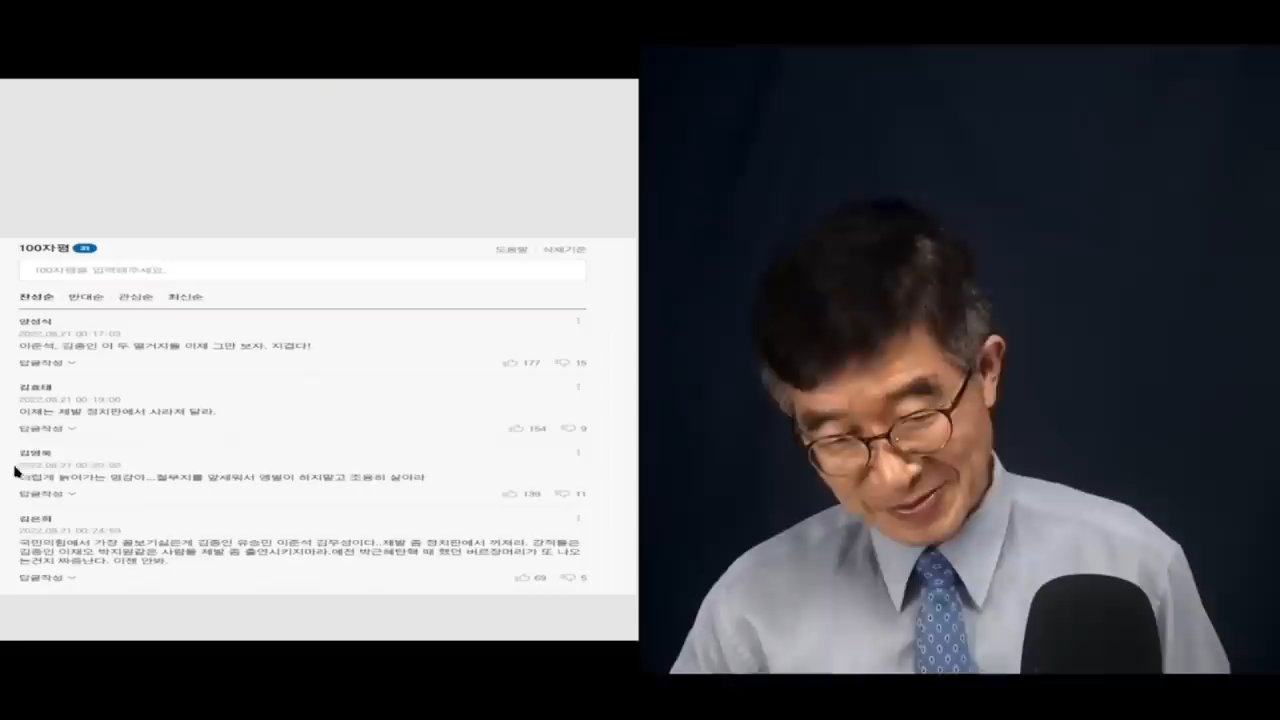 100자평 31
도움말 삭제기준
100자평을 입력해주세요.
찬성순 반대순 관심순 최신순
양성식
2022.08.21 00:17:03
이준석, 김종인 이 두 떨거지들 이제 그만 보자. 지겹다!
답글작성 177 15
김효태
2022.08.21 00:19:00
이제는 제발 정치판에서 사라져 달라.
답글작성 154 9
김영욱
2022.08.21
늙어가는 영감아...철부지를 앞세워서 앵벌이 하지말고 조용히 살아라
답글작성 139 11
김은희
2022.08.21 00:24:59
국민의힘에서 가장 꼴보기싫은게 김종인 유승민 이준석 김무성이다..제발 좀 정치판에서 꺼져라. 강적들은
김종인 이재오 박지원같은 사람들 제발 좀 출연시키지마라.예전 박근혜탄핵 때 했던 버르장머리가 또 나오
는건지 짜증난다. 이젠 안봐.
답글작성 69 5